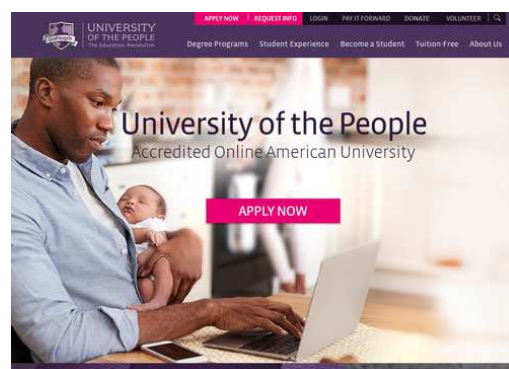 APPLY NOW
REQUEST INFO
LOGIN
PAY IT FORWARD
DONATE
VOLUNTEER
UNIVERSITY
OF THE PEOPLE
The Education Revolution
Degree Programs
Student Experience
Become a Student
Tuition-Free
About Us
University of the People
Accredited Online American University
APPLY NOW